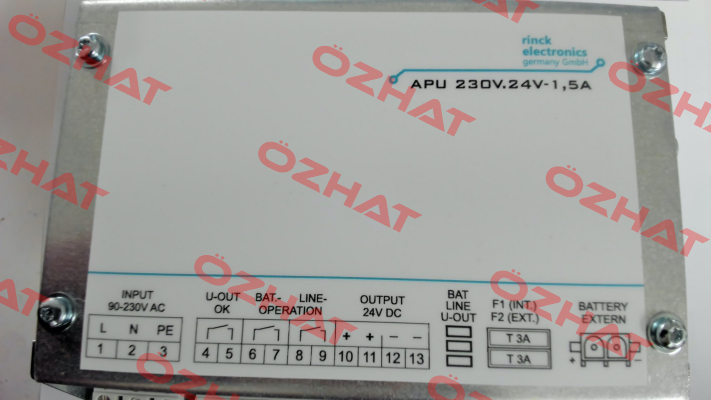 rinck
electronics
germany GmbH
APU 230V.24V-1,5A
INPUT
90-230V AC
L N PE
1 2 3
U-OUT BAT.- LINE-
OK OPERATION
4 5 6 7 8 9
OUTPUT
24V DC
+ + − −
10 11 12 13
BAT
LINE
U-OUT
F1 (INT.)
F2 (EXT.)
T 3A
T 3A
BATTERY
EXTERN
+ −
ÖZHAT
ÖZHAT
ÖZHAT
ÖZHAT
ÖZHAT
ÖZHAT
ÖZHAT
ÖZHAT
ÖZHAT